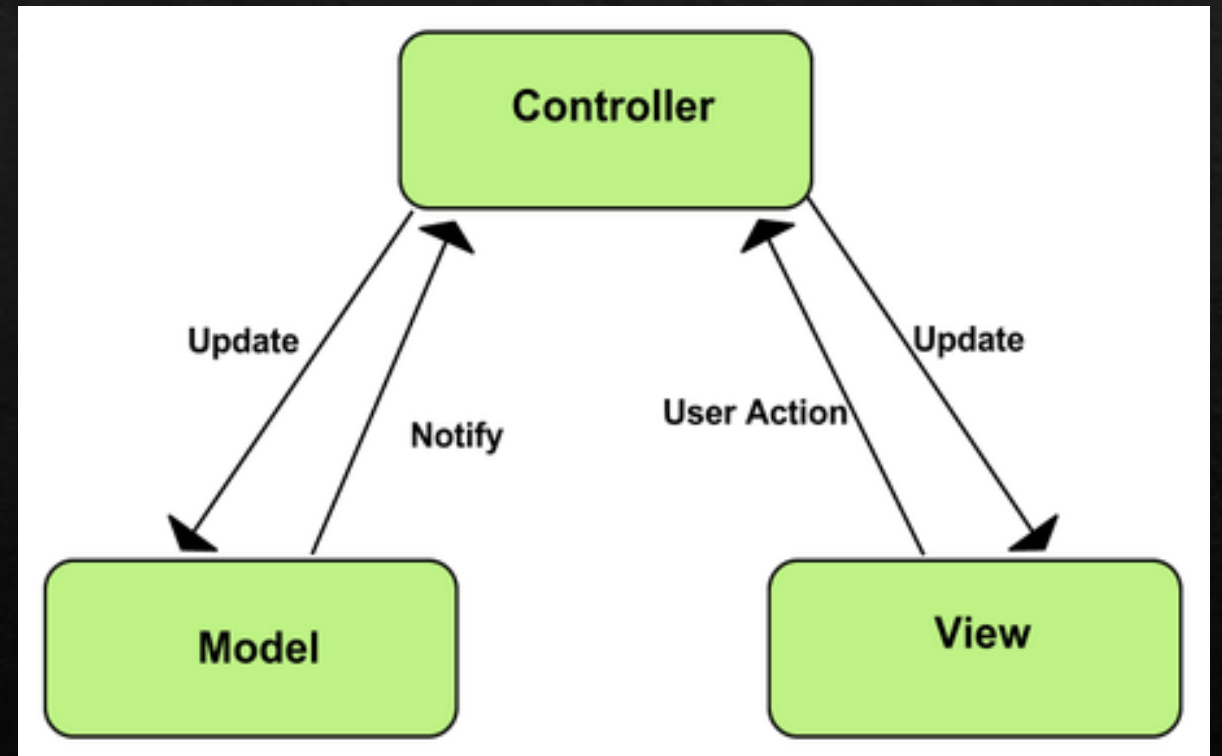 Controller
Update
Update
User Action
Notify
Model
View